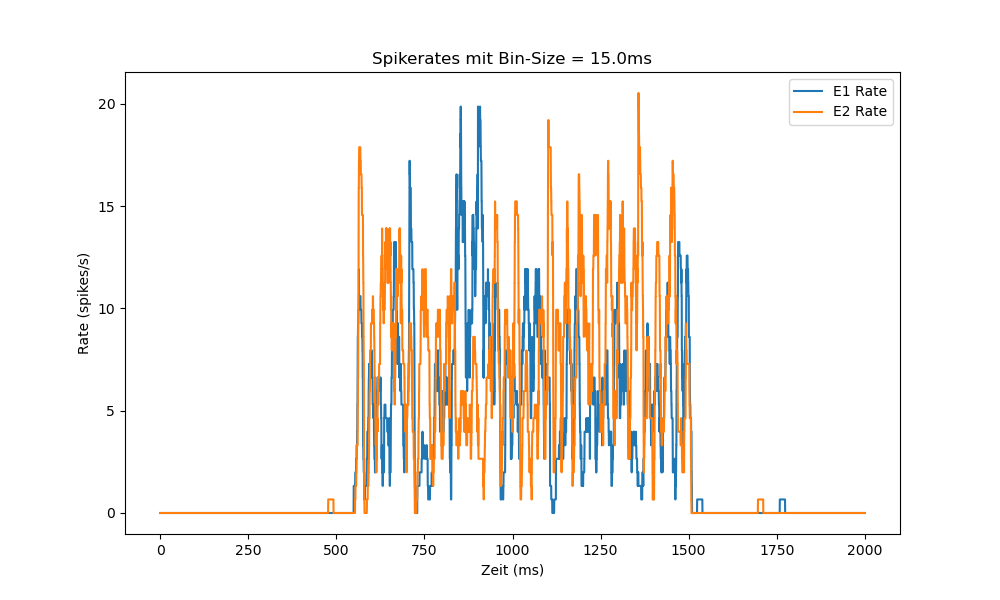 Spikerates mit Bin-Size = 15.0ms
E1 Rate
E2 Rate
Rate (spikes/s)
20
15
10
5
0
0 250 500 750 1000 1250 1500 1750 2000
Zeit (ms)